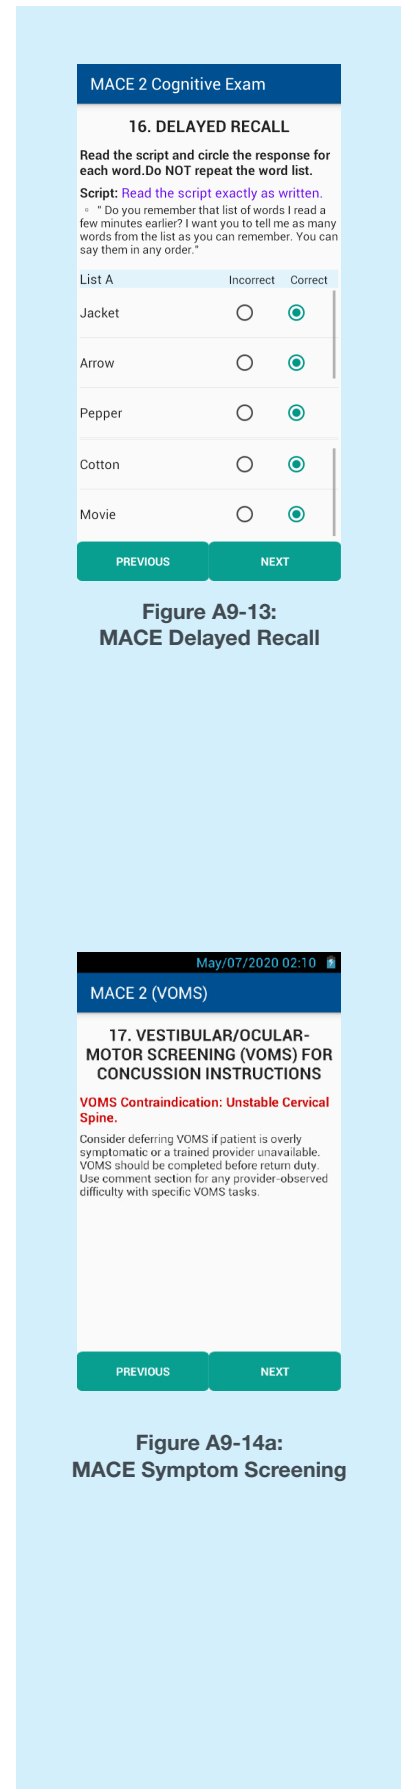 MACE 2 Cognitive Exam
16. DELAYED RECALL
Read the script and circle the response for
each word.Do NOT repeat the word list.
Script: Read the script exactly as written.
◦ " Do you remember that list of words I read a
few minutes earlier? I want you to tell me as many
words from the list as you can remember. You can
say them in any order."
List A Incorrect Correct
Jacket
Arrow
Pepper
Cotton
Movie
PREVIOUS NEXT
Figure A9-13:
MACE Delayed Recall
May/07/2020 02:10
MACE 2 (VOMS)
17. VESTIBULAR/OCULAR-
MOTOR SCREENING (VOMS) FOR
CONCUSSION INSTRUCTIONS
VOMS Contraindication: Unstable Cervical
Spine.
Consider deferring VOMS if patient is overly
symptomatic or a trained provider unavailable.
VOMS should be completed before return duty.
Use comment section for any provider-observed
difficulty with specific VOMS tasks.
PREVIOUS NEXT
Figure A9-14a:
MACE Symptom Screening